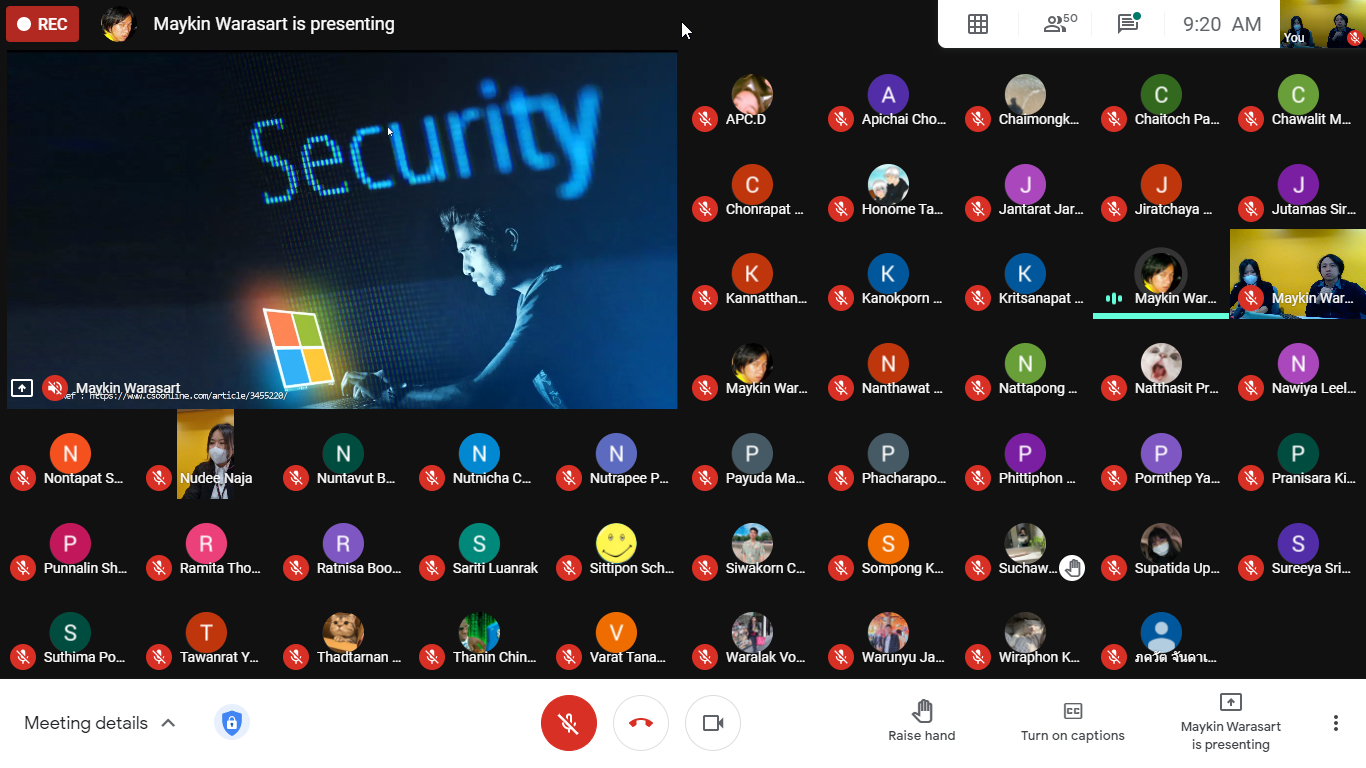 REC
Maykin Warasart is presenting
50
9:20 AM
You
Security
Maykin Warasart
Ref : https://www.csoonline.com/article/3455220/
APC.D
Apichai Cho...
Chaimongk...
Chaitoch Pa...
Chawalit M...
A
C
C
Chonrapat ...
Honome Ta...
Jantarat Jar...
Jiratchaya ...
Jutamas Sir...
C
J
J
J
Kannatthan...
Kanokporn ...
Kritsanapat ...
Maykin War...
Maykin War...
K
K
K
Maykin War...
Nanthawat ...
Nattapong ...
Natthasit Pr...
Nawiya Leel...
N
N
N
N
N
N
N
P
P
P
P
P
Nontapat S...
Nudee Naja
Nuntavut B...
Nutnicha C...
Nutrapee P...
Payuda Ma...
Phacharapo...
Phittiphon ...
Pornthep Ya...
Pranisara Ki...
P
R
R
S
S
S
Punnalin Sh...
Ramita Tho...
Ratnisa Boo...
Sariti Luanrak
Sittipon Sch...
Siwakorn C...
Sompong K...
Suchaw...
Supatida Up...
Sureeya Sri...
S
T
V
Suthima Po...
Tawanrat Y...
Thadtarnan ...
Thanin Chin...
Varat Tana...
Waralak Vo...
Warunyu Ja...
Wiraphon K...
ภควัต จันดาเ...
Meeting details
Raise hand
CC
Turn on captions
Maykin Warasart
is presenting